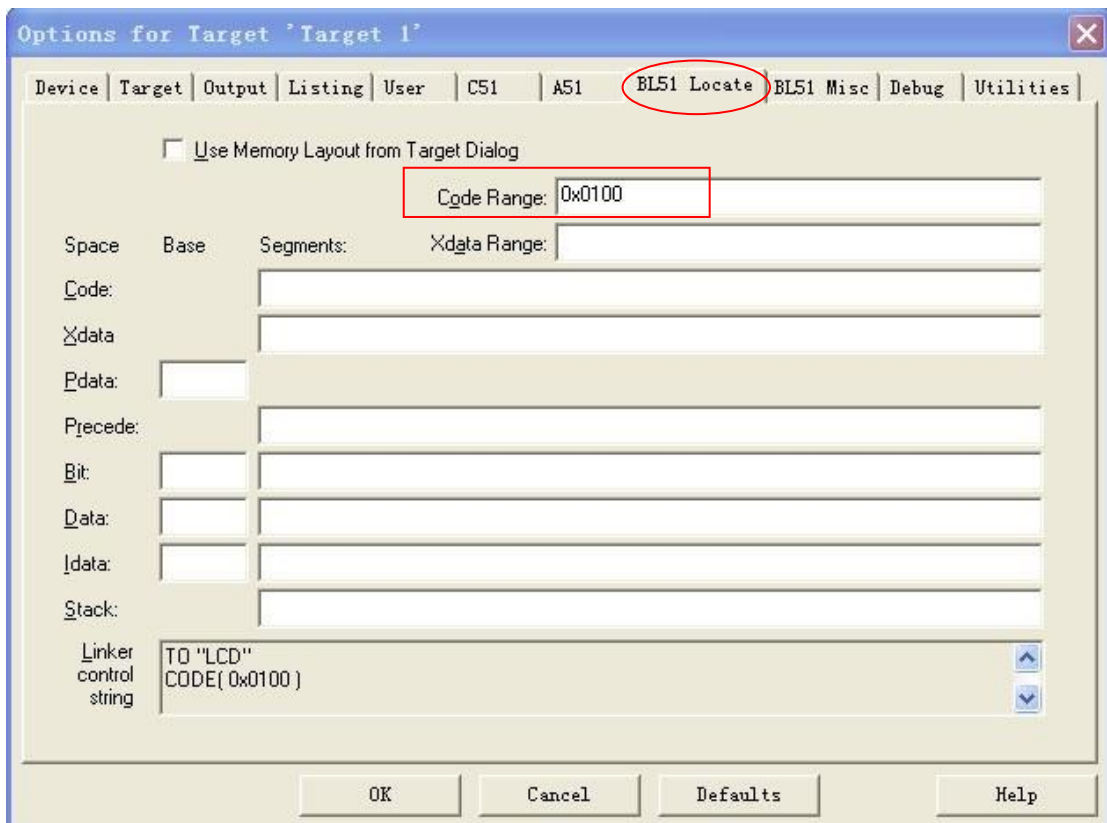 Options for Target 'Target 1'
Device Target Output Listing User C51 A51 BL51 Locate BL51 Misc Debug Utilities
Use Memory Layout from Target Dialog
Code Range: 0x0100
Space Base Segments: Xdata Range:
Code:
Xdata
Pdata:
Precede:
Bit:
Data:
Idata:
Stack:
Linker control string
TO "LCD"
CODE( 0x0100 )
OK Cancel Defaults Help